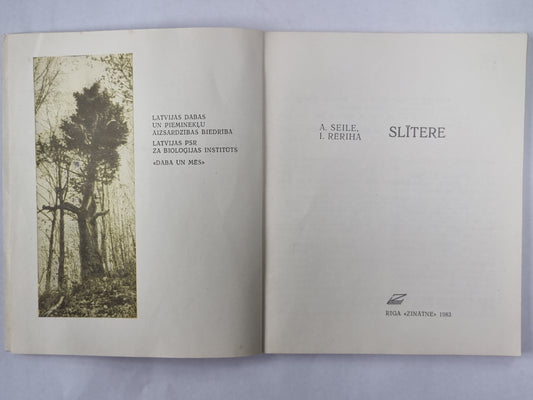 LATVIJAS DABAS
UN PIEMINEKĻU
AIZSARDZĪBAS BIEDRĪBA
LATVIJAS PSR
ZA BIOLOĢIJAS INSTITŪTS
«DABA UN MĒS»
A. SEILE,
I. RĒRIHA
SLĪTERE
RĪGA «ZINĀTNE» 1983